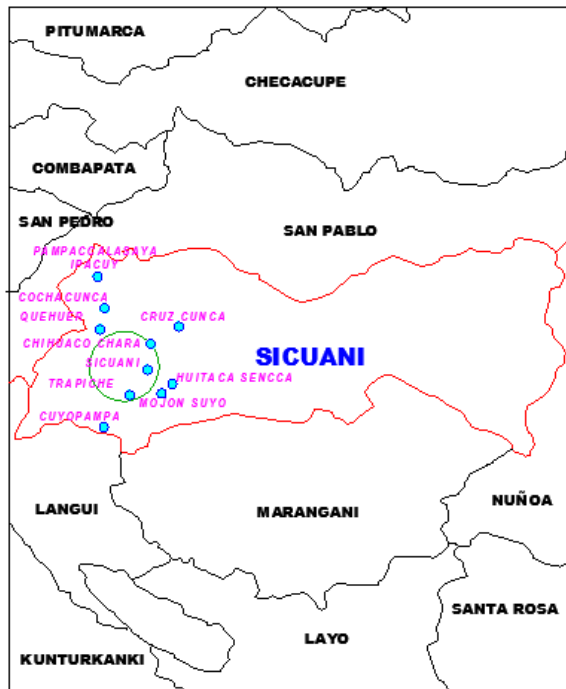 PITUMARCA
CHECACUPE
COMBAPATA
SAN PEDRO
SAN PABLO
PAMPACCALASAYA
IPACUY
COCHACUNCA
QUEHUER
CRUZ CUNCA
CHIHUACO CHARA
SICUANI
SICUANI
TRAPICHE
HUITACA SENCCA
MOJON SUYO
CUYOPAMPA
LANGUI
MARANGANI
NUÑOA
SANTA ROSA
LAYO
KUNTURKANKI